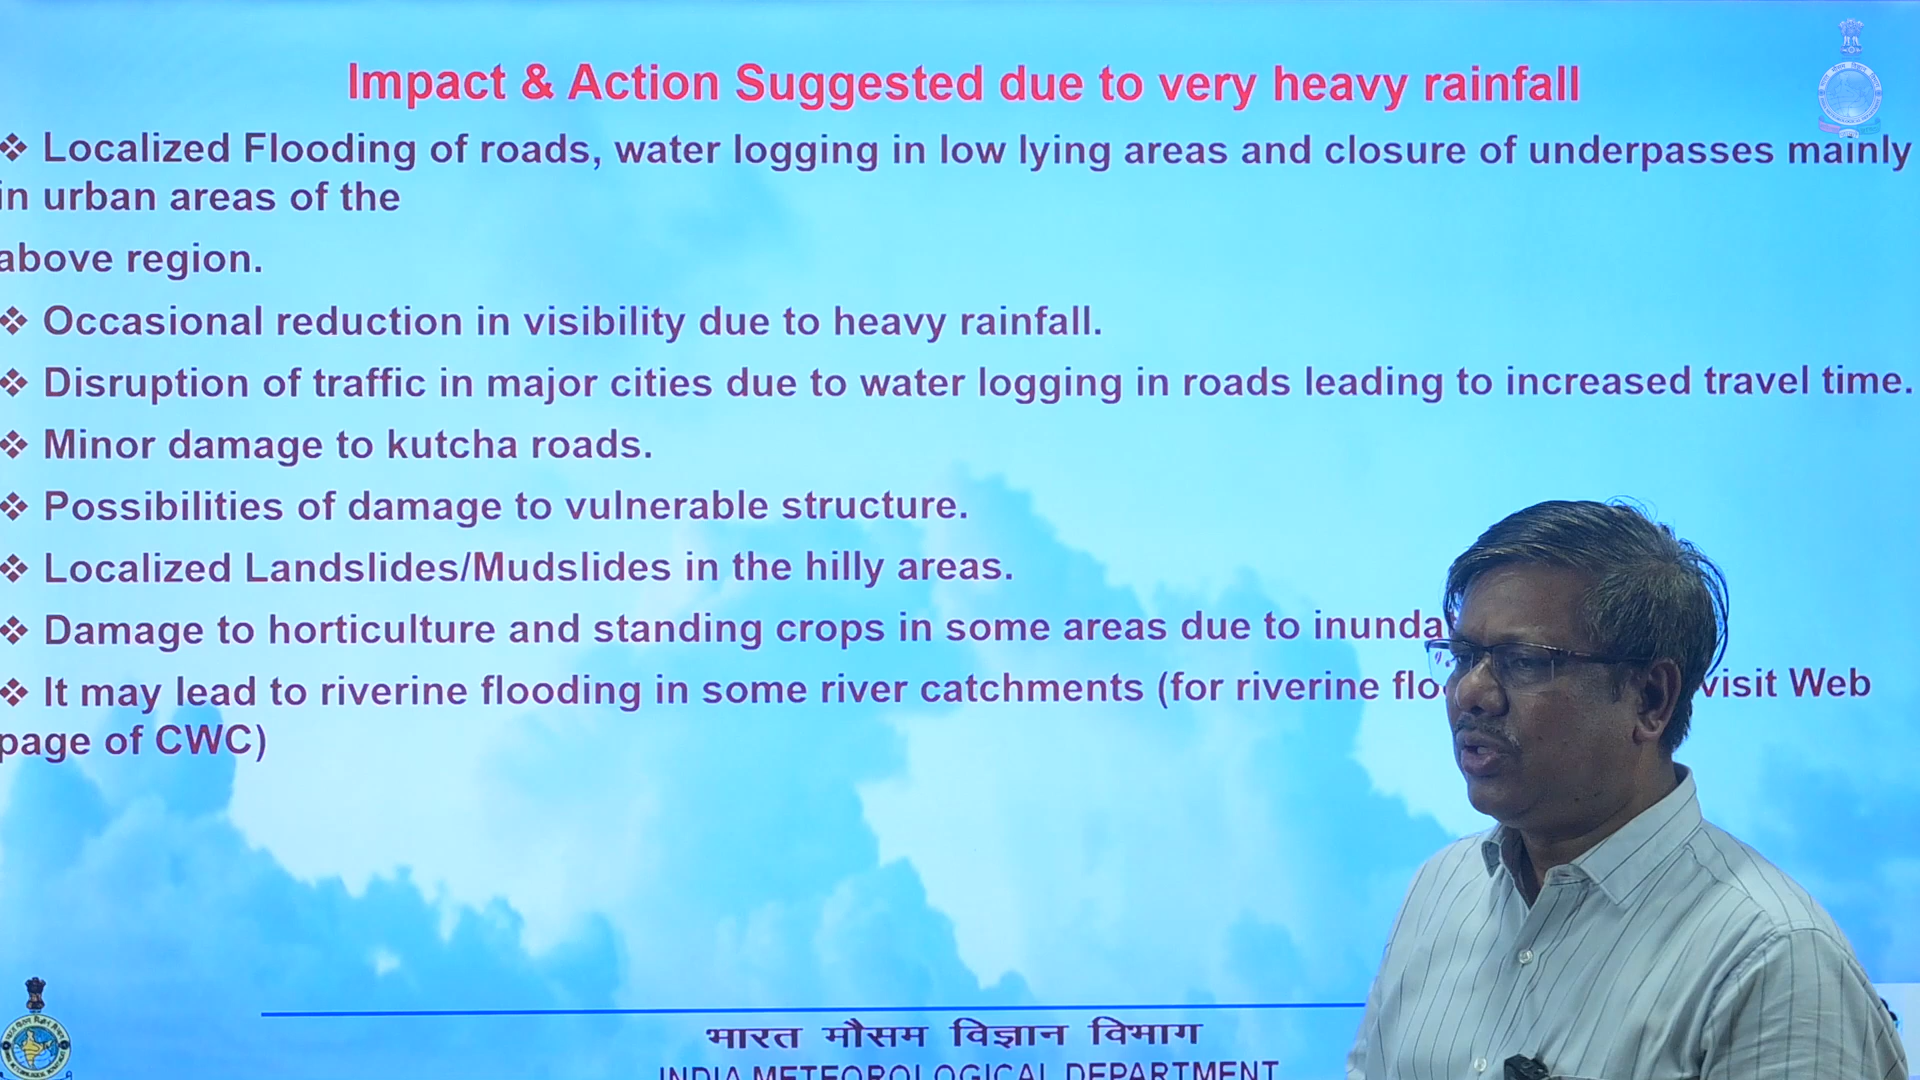 Impact & Action Suggested due to very heavy rainfall
❖ Localized Flooding of roads, water logging in low lying areas and closure of underpasses mainly
in urban areas of the
above region.
❖ Occasional reduction in visibility due to heavy rainfall.
❖ Disruption of traffic in major cities due to water logging in roads leading to increased travel time.
❖ Minor damage to kutcha roads.
❖ Possibilities of damage to vulnerable structure.
❖ Localized Landslides/Mudslides in the hilly areas.
❖ Damage to horticulture and standing crops in some areas due to
❖ It may lead to riverine flooding in some river catchments (for riverine visit Web
page of CWC)
भारत मौसम विज्ञान विभाग
INDIA METEOROLOGICAL DEPARTMENT